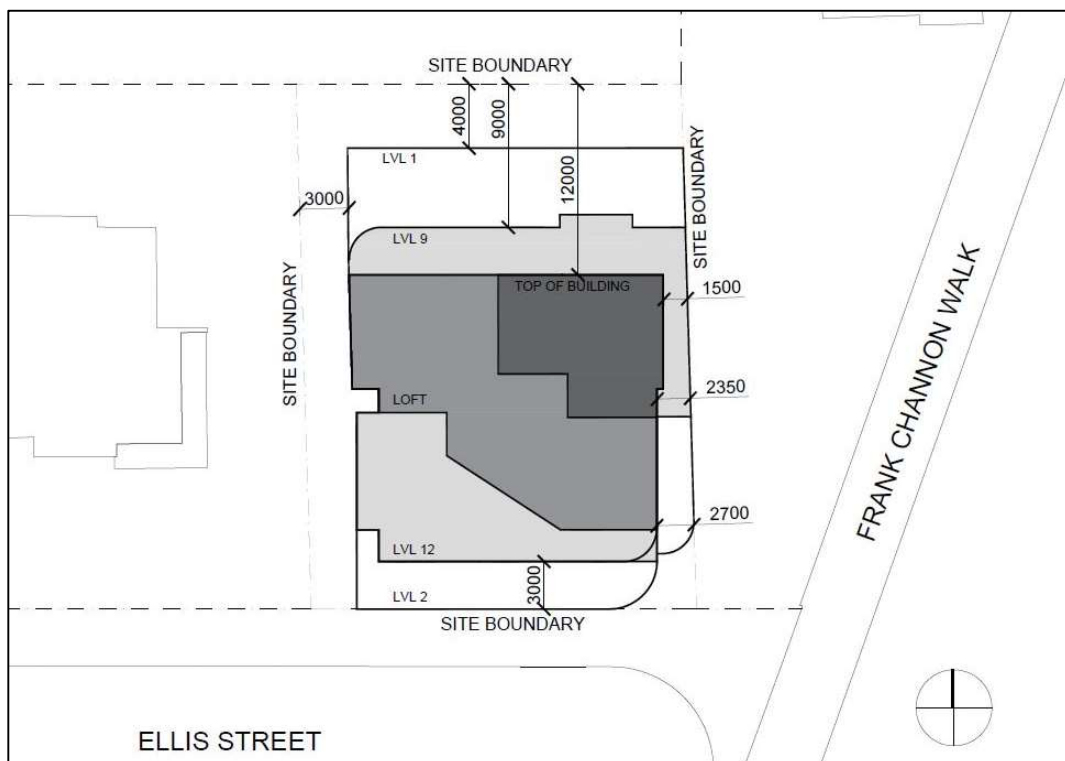 SITE BOUNDARY
4000
9000
LVL 1
12000
SITE BOUNDARY
3000
LVL 9
TOP OF BUILDING
1500
SITE BOUNDARY
2350
LOFT
FRANK CHANNON WALK
2700
LVL 12
3000
LVL 2
SITE BOUNDARY
ELLIS STREET